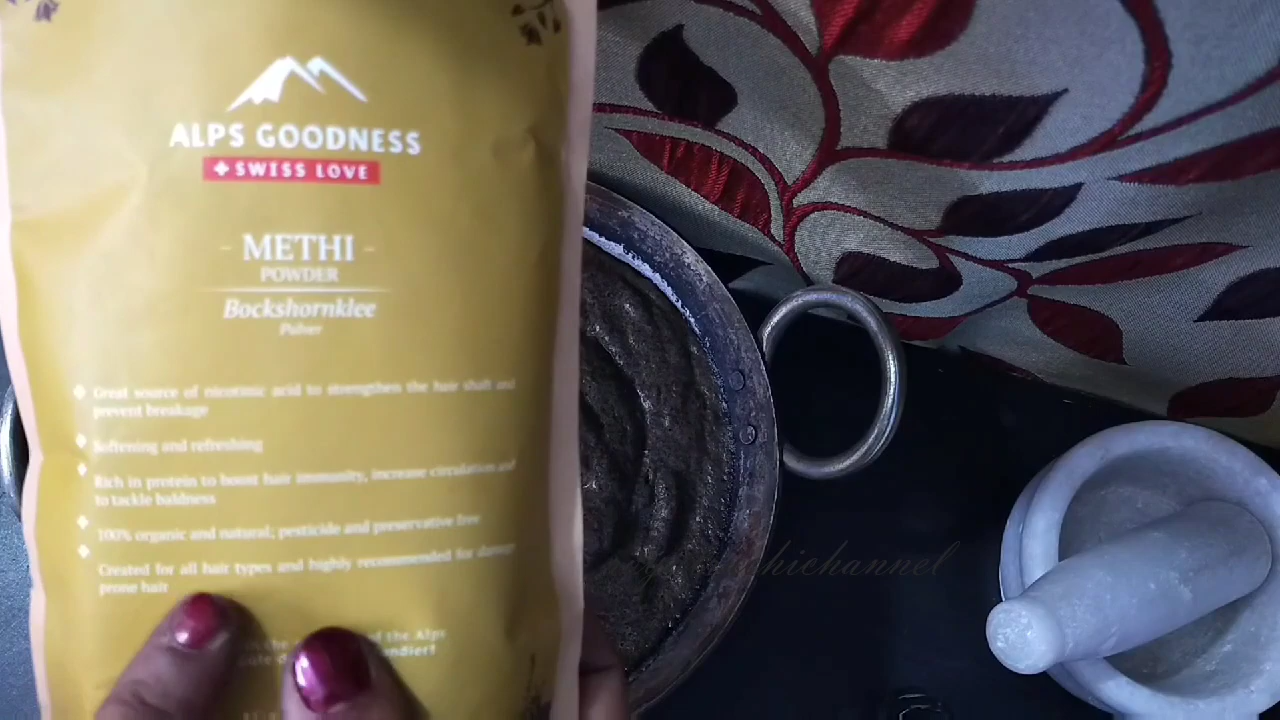 ALPS GOODNESS
+ SWISS LOVE
- METHI -
POWDER
Bockshornklee
Pulver
Great source of nicotinic acid to strengthen the hair shaft and
prevent breakage
Softening and refreshing
Rich in protein to boost hair immunity, increase circulation and
to tackle baldness
100% organic and natural; pesticide and preservative free
Created for all hair types and highly recommended for damage
prone hair
the Alps
hichannel